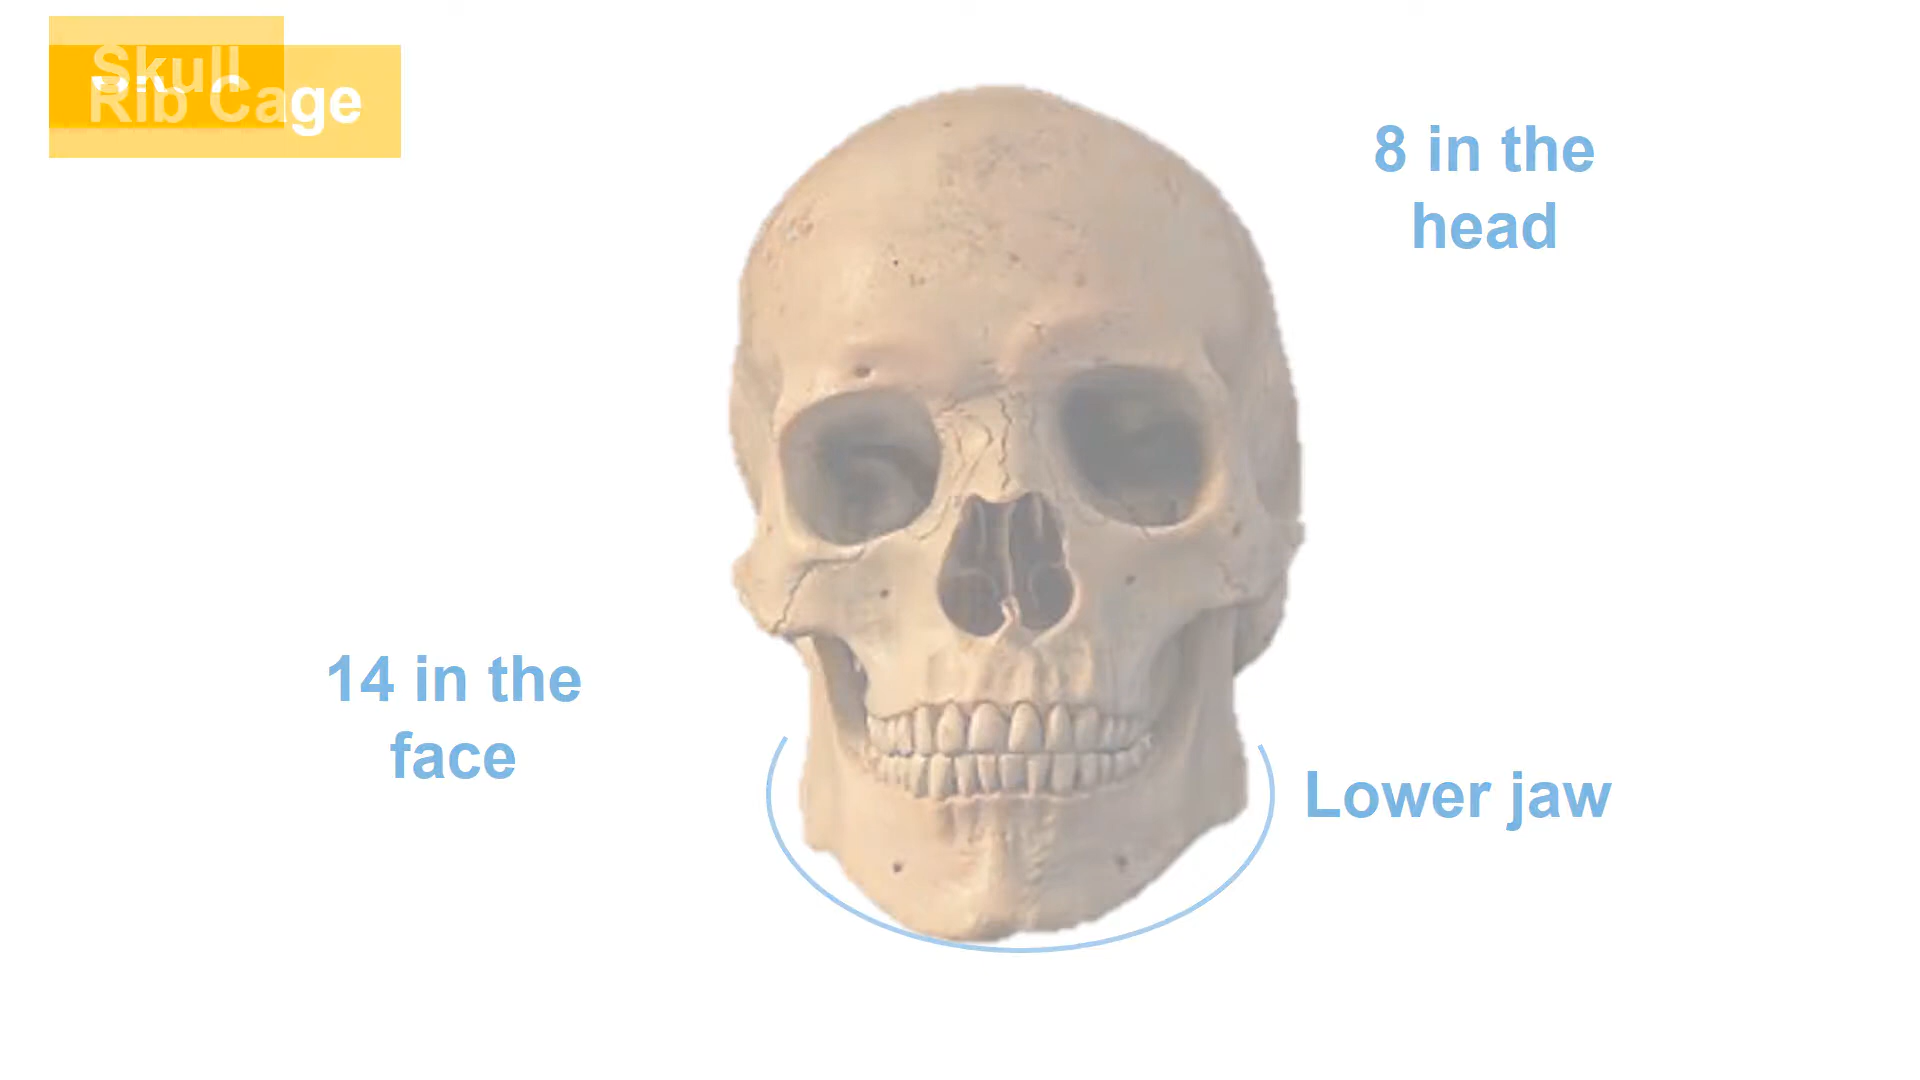 Skull
Rib Cage
8 in the
head
14 in the
face
Lower jaw